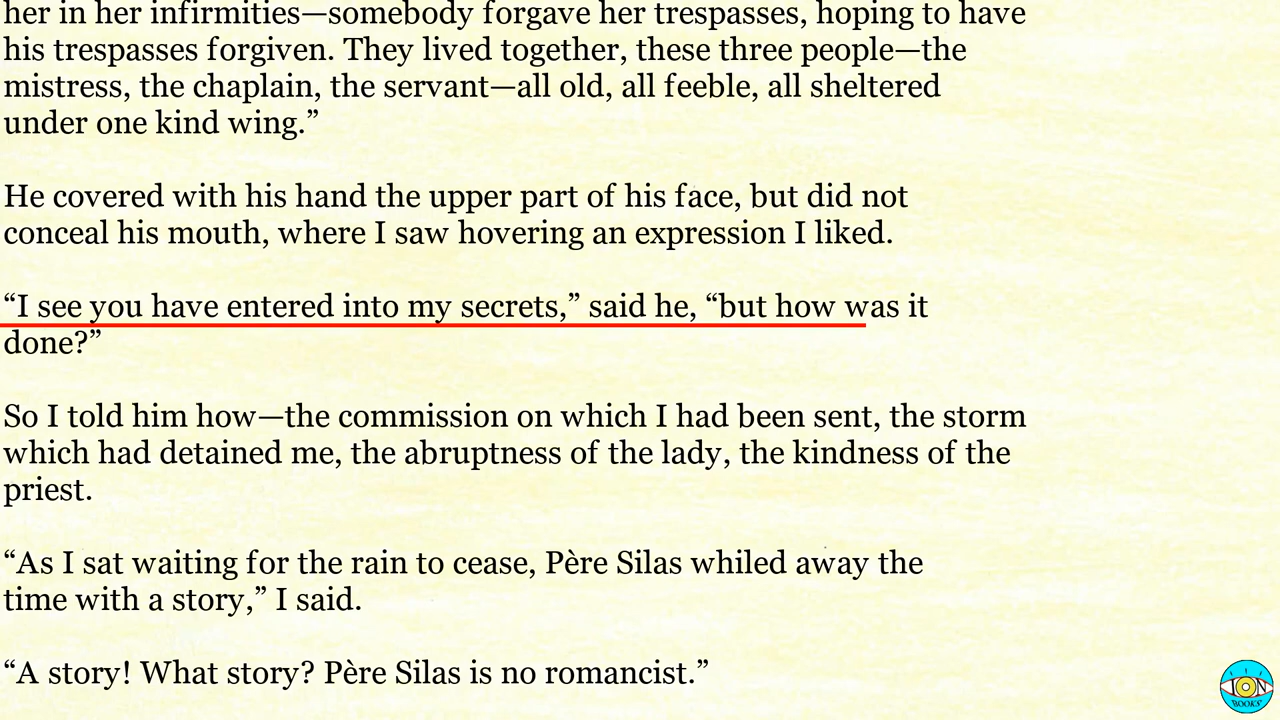 her in her infirmities—somebody forgave her trespasses, hoping to have
his trespasses forgiven. They lived together, these three people—the
mistress, the chaplain, the servant—all old, all feeble, all sheltered
under one kind wing.”
He covered with his hand the upper part of his face, but did not
conceal his mouth, where I saw hovering an expression I liked.
“I see you have entered into my secrets,” said he, “but how was it
done?”
So I told him how—the commission on which I had been sent, the storm
which had detained me, the abruptness of the lady, the kindness of the
priest.
“As I sat waiting for the rain to cease, Père Silas whiled away the
time with a story,” I said.
“A story! What story? Père Silas is no romancist.”
ION
BOOKS